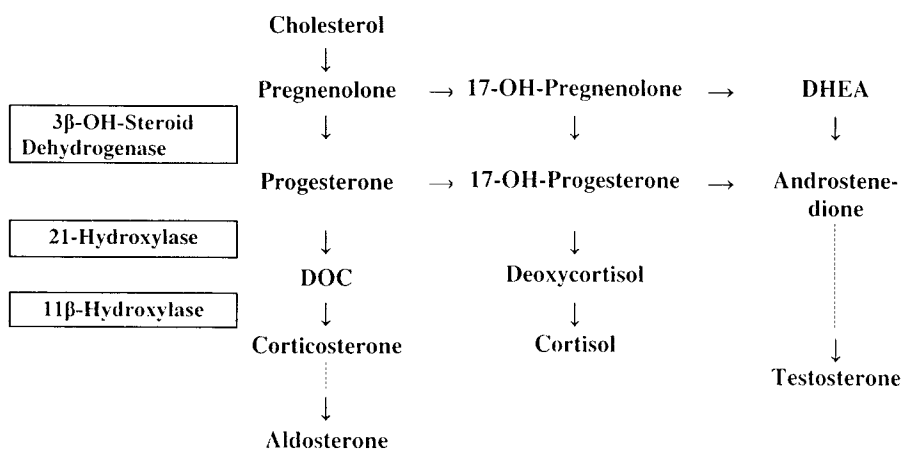 Cholesterol
↓
Pregnenolone → 17-OH-Pregnenolone → DHEA
3β-OH-Steroid
Dehydrogenase
↓ ↓ ↓
Progesterone → 17-OH-Progesterone → Androstene-
dione
21-Hydroxylase
↓ ↓
DOC Deoxycortisol
11β-Hydroxylase
↓ ↓
Corticosterone Cortisol
↓
Testosterone
↓
Aldosterone